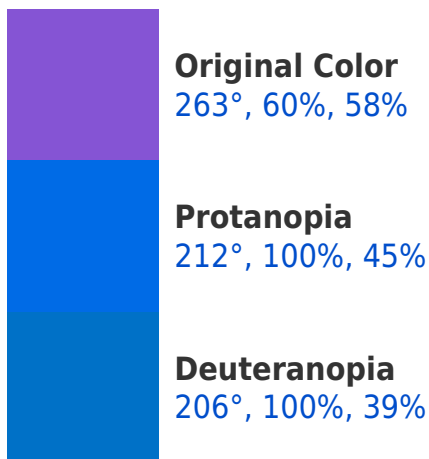 Original Color
263°, 60%, 58%
Protanopia
212°, 100%, 45%
Deuteranopia
206°, 100%, 39%